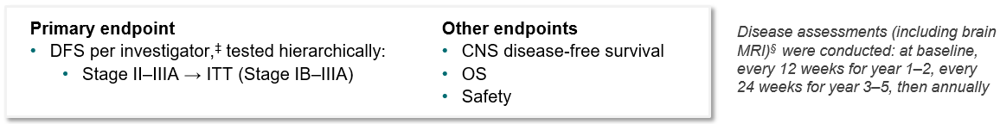 Primary endpoint
• DFS per investigator,‡ tested hierarchically:
• Stage II–IIIA → ITT (Stage IB–IIIA)
Other endpoints
• CNS disease-free survival
• OS
• Safety
Disease assessments (including brain
MRI)§ were conducted: at baseline,
every 12 weeks for year 1–2, every
24 weeks for year 3–5, then annually